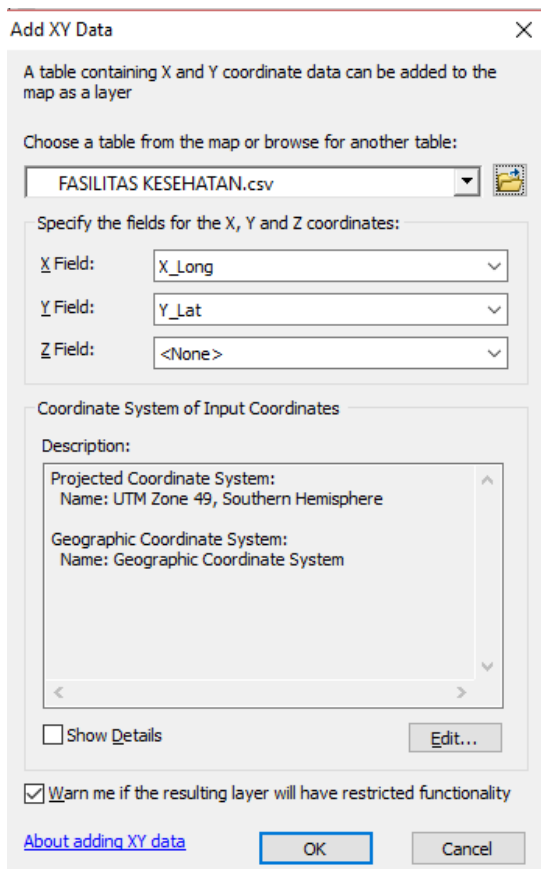 Add XY Data
A table containing X and Y coordinate data can be added to the
map as a layer
Choose a table from the map or browse for another table:
FASILITAS KESEHATAN.csv
Specify the fields for the X, Y and Z coordinates:
X Field: X_Long
Y Field: Y_Lat
Z Field: <None>
Coordinate System of Input Coordinates
Description:
Projected Coordinate System:
Name: UTM Zone 49, Southern Hemisphere
Geographic Coordinate System:
Name: Geographic Coordinate System
Show Details Edit...
Warn me if the resulting layer will have restricted functionality
About adding XY data OK Cancel